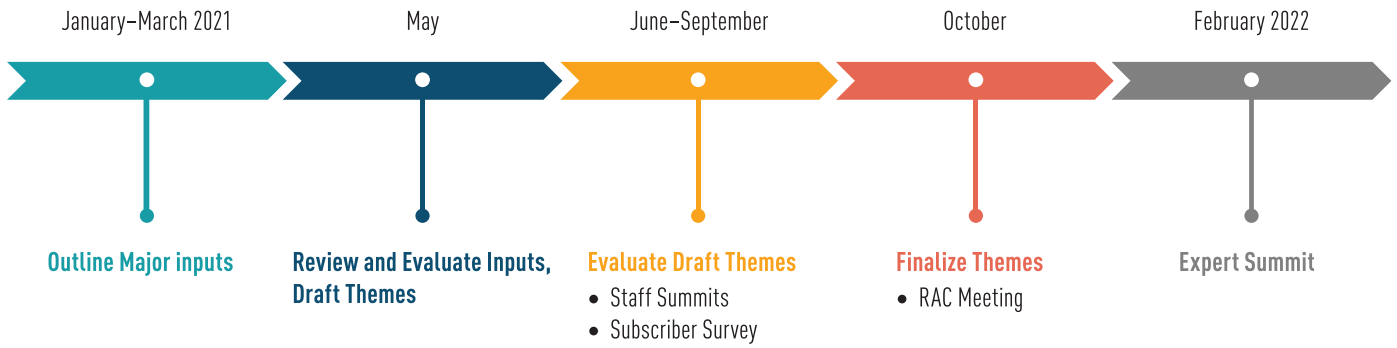 January–March 2021
May
June–September
October
February 2022
Outline Major inputs
Review and Evaluate Inputs,
Draft Themes
Evaluate Draft Themes
• Staff Summits
• Subscriber Survey
Finalize Themes
• RAC Meeting
Expert Summit